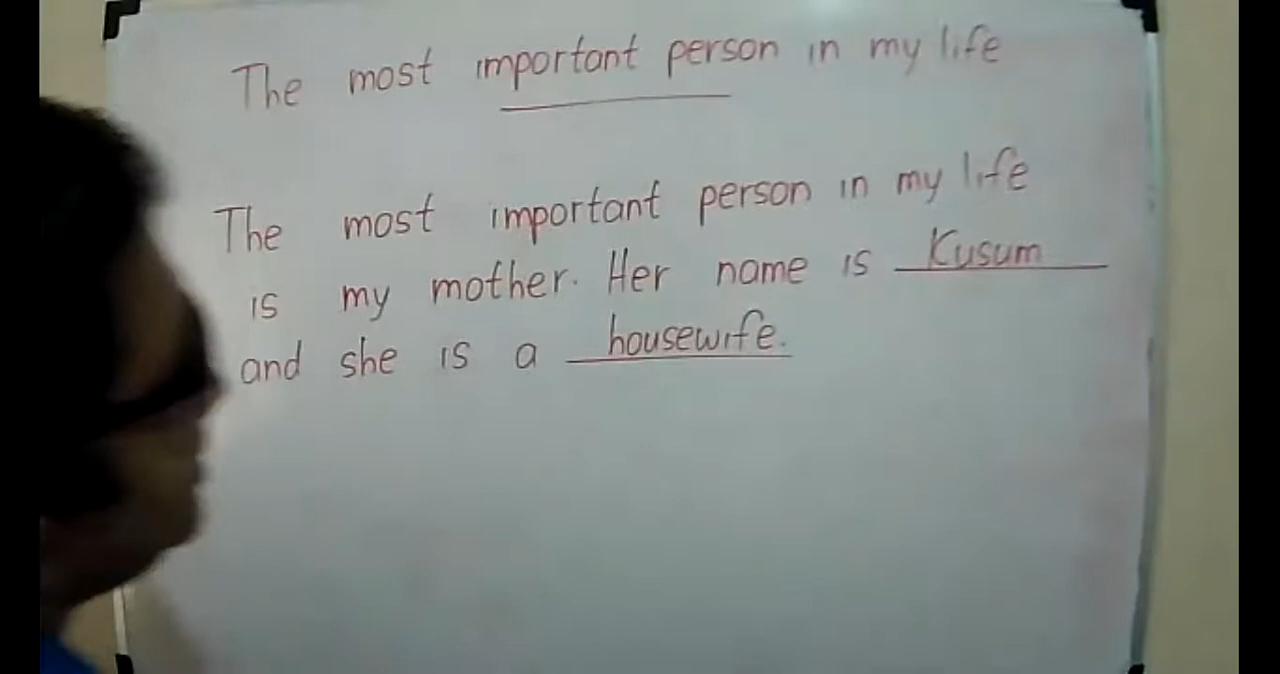 The most important person in my life
The most important person in my life
is my mother. Her name is Kusum
and she is a housewife.